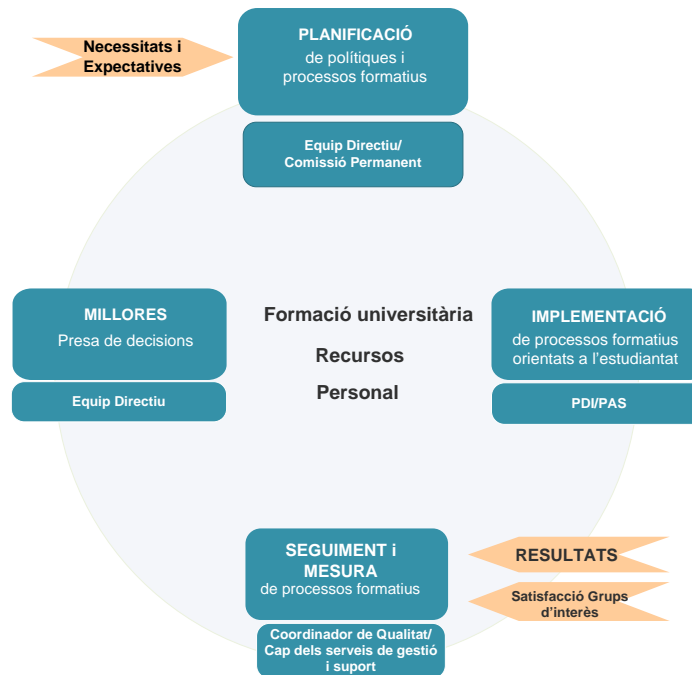 Necessitats i
Expectatives
PLANIFICACIÓ
de polítiques i
processos formatius
Equip Directiu/
Comissió Permanent
MILLORES
Presa de decisions
Equip Directiu
Formació universitària
Recursos
Personal
IMPLEMENTACIÓ
de processos formatius
orientats a l’estudiantat
PDI/PAS
SEGUIMENT i
MESURA
de processos formatius
Coordinador de Qualitat/
Cap dels serveis de gestió
i suport
RESULTATS
Satisfacció Grups
d’interès